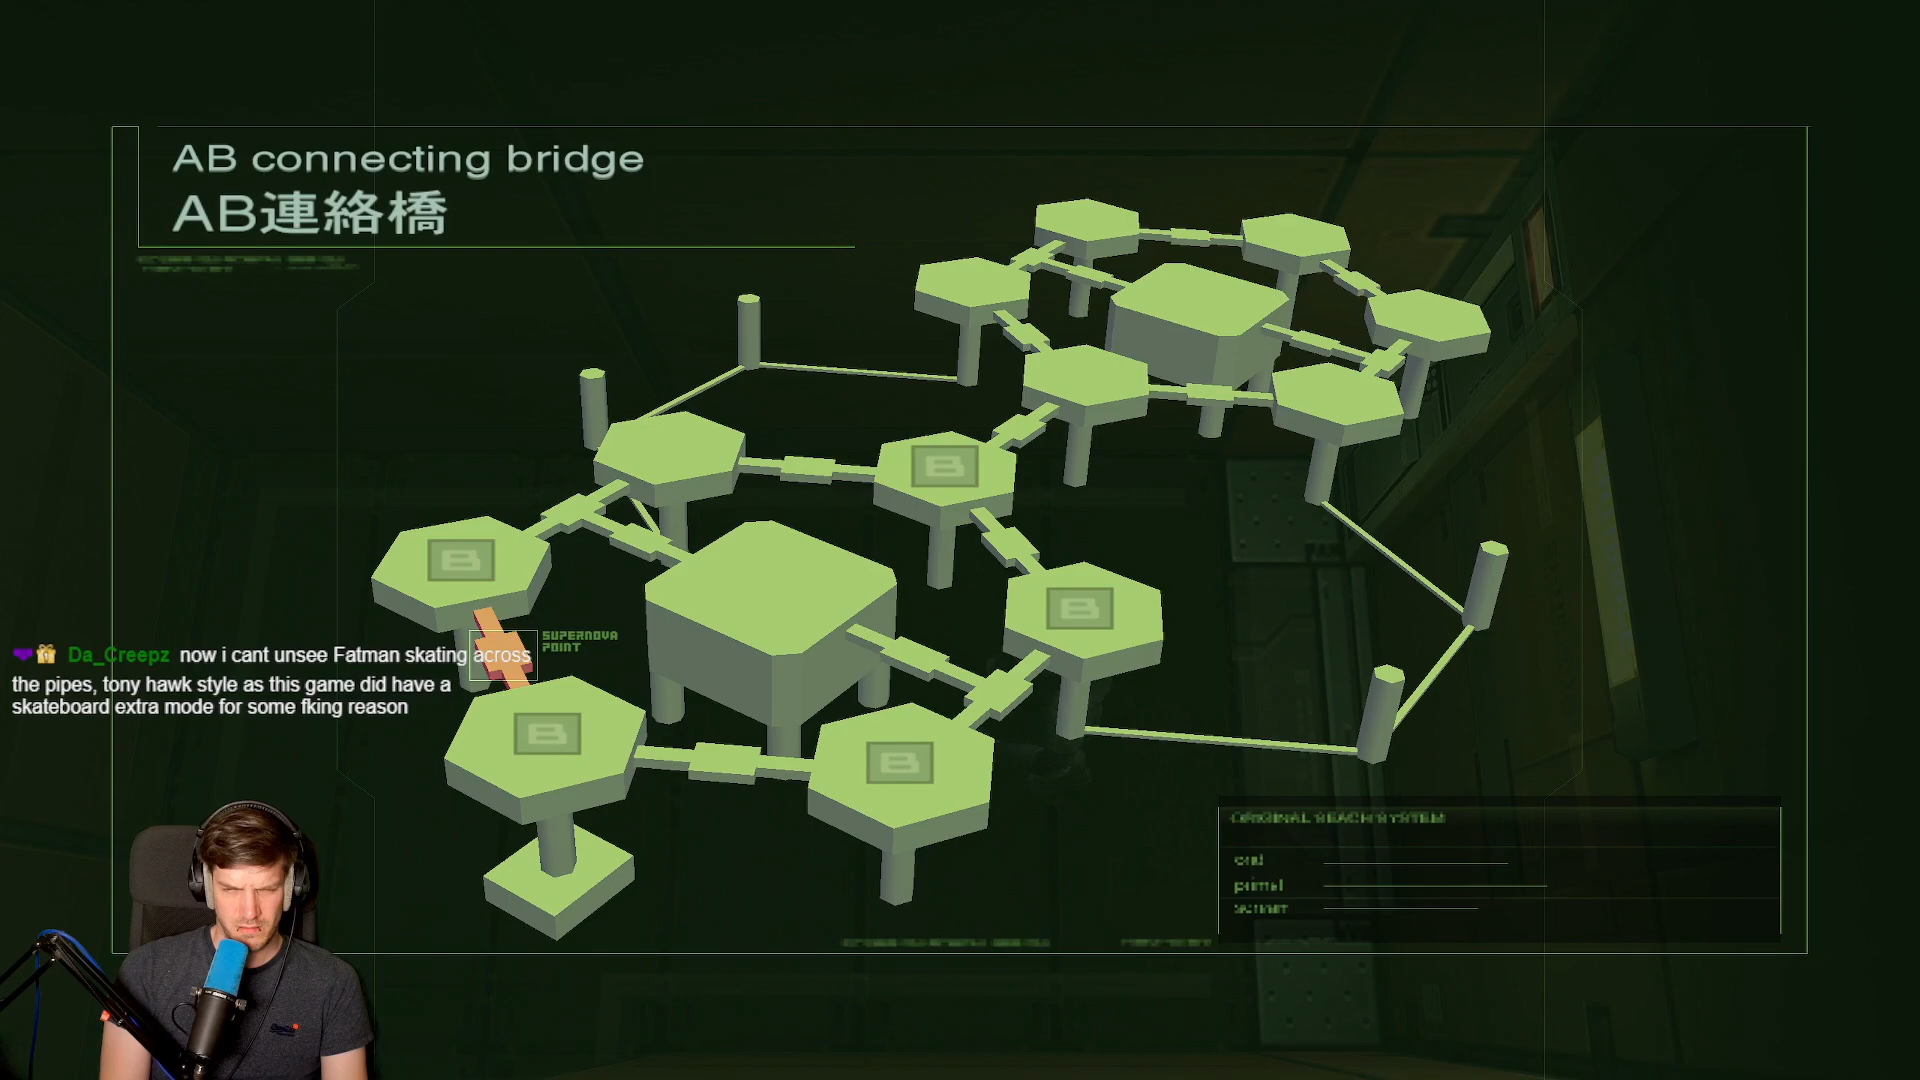 AB connecting bridge
AB連絡橋
B
B
SUPERNOVA
POINT
B
Da_Creepz now i cant unsee Fatman skating across
the pipes, tony hawk style as this game did have a
skateboard extra mode for some fking reason
B
B
primal